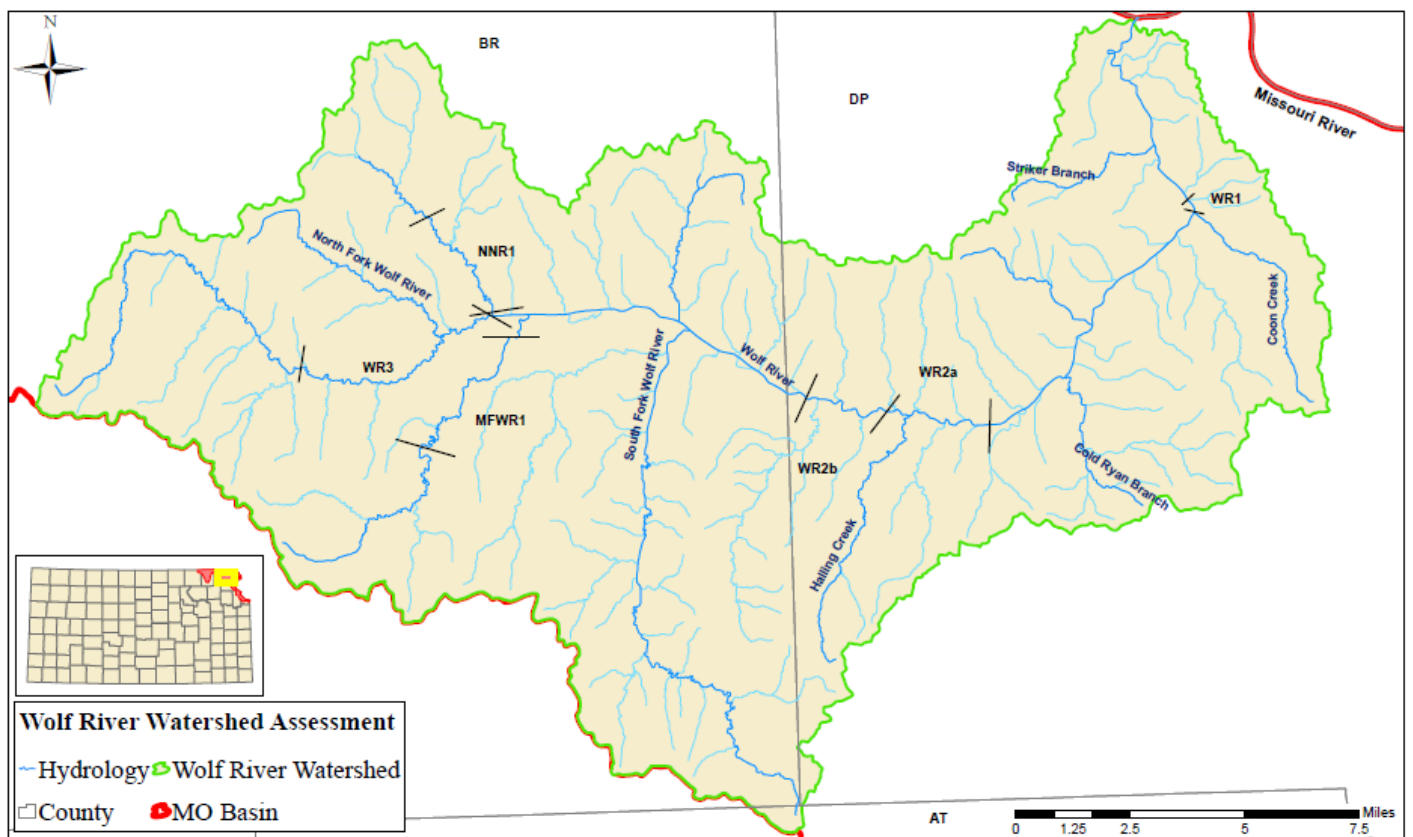 N
BR
DP
Missouri River
Striker Branch
WR1
North Fork Wolf River
NNR1
Coon Creek
WR3
Wolf River
WR2a
South Fork Wolf River
MFWR1
WR2b
Cold Ryan Branch
Halling Creek
Wolf River Watershed Assessment
Hydrology Wolf River Watershed
County MO Basin
AT
Miles
0 1.25 2.5 5 7.5